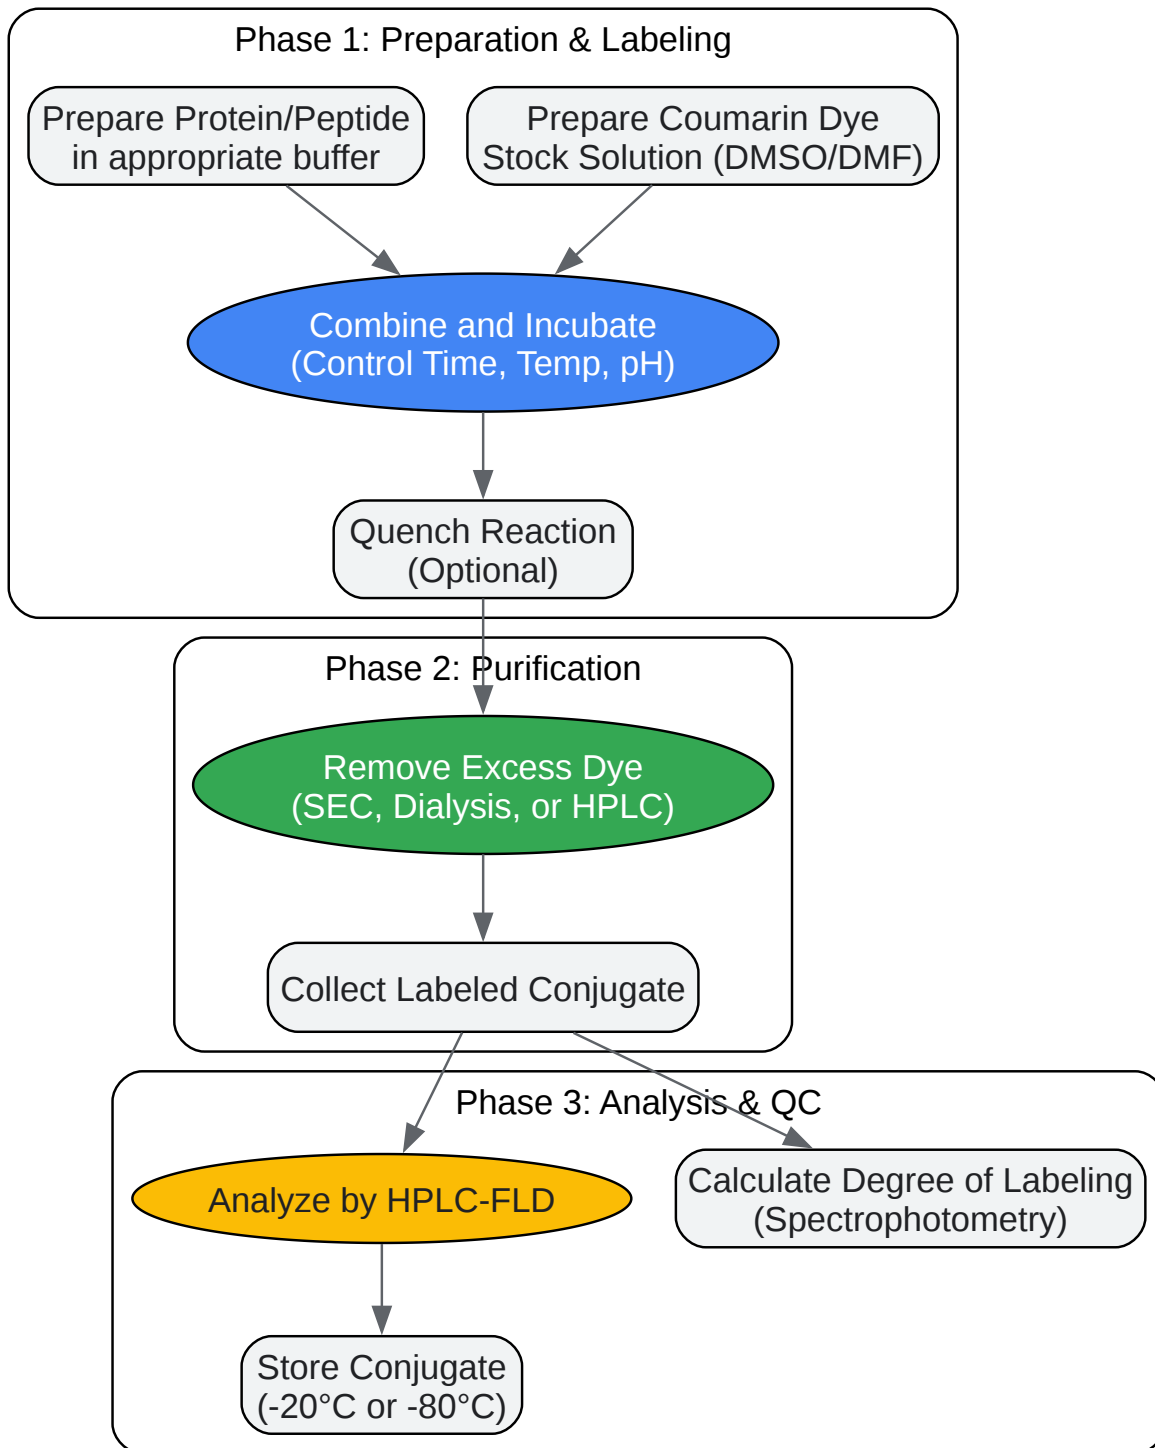 Phase 1: Preparation & Labeling
Prepare Protein/Peptide
in appropriate buffer
Prepare Coumarin Dye
Stock Solution (DMSO/DMF)
Combine and Incubate
(Control Time, Temp, pH)
Quench Reaction
(Optional)
Phase 2: Purification
Remove Excess Dye
(SEC, Dialysis, or HPLC)
Collect Labeled Conjugate
Phase 3: Analysis & QC
Analyze by HPLC-FLD
Calculate Degree of Labeling
(Spectrophotometry)
Store Conjugate
(-20°C or -80°C)